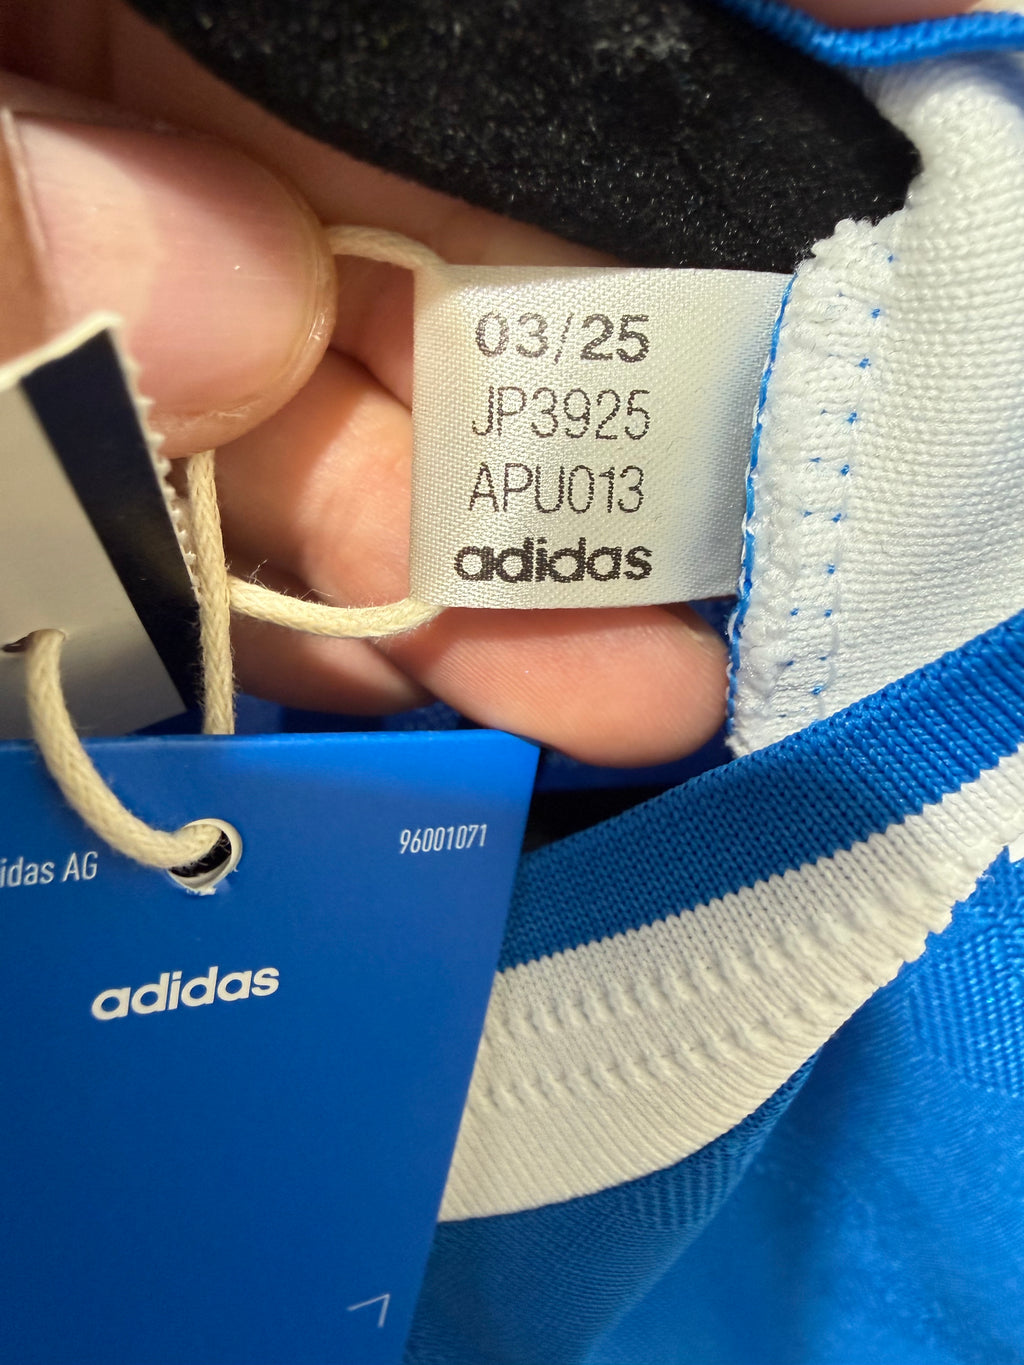 03/25
JP3925
APU013
adidas
idas AG
96001071
adidas